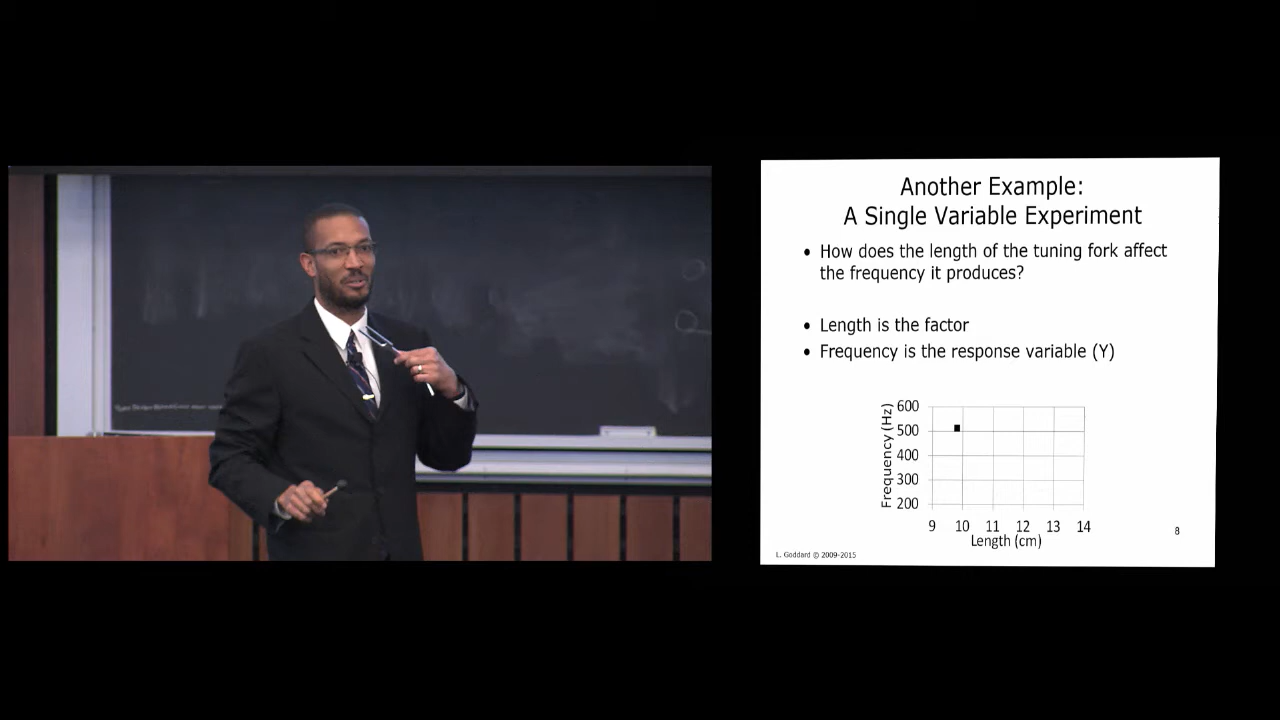 Another Example:
A Single Variable Experiment
• How does the length of the tuning fork affect
the frequency it produces?
• Length is the factor
• Frequency is the response variable (Y)
Frequency (Hz)
600
500
400
300
200
9 10 11 12 13 14
Length (cm)
8
L. Goddard © 2009-2015